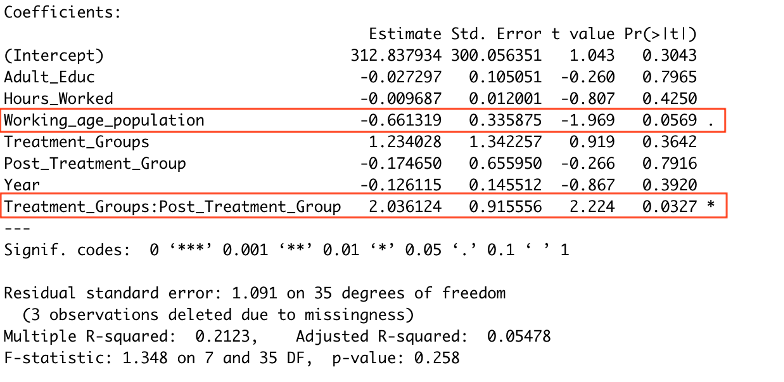 Coefficients:
Estimate Std. Error t value Pr(>|t|)
(Intercept) 312.837934 300.056351 1.043 0.3043
Adult_Educ -0.027297 0.105051 -0.260 0.7965
Hours_Worked -0.009687 0.012001 -0.807 0.4250
Working_age_population -0.661319 0.335875 -1.969 0.0569 .
Treatment_Groups 1.234028 1.342257 0.919 0.3642
Post_Treatment_Group -0.174650 0.655950 -0.266 0.7916
Year -0.126115 0.145512 -0.867 0.3920
Treatment_Groups:Post_Treatment_Group 2.036124 0.915556 2.224 0.0327 *
---
Signif. codes: 0 ‘***’ 0.001 ‘**’ 0.01 ‘*’ 0.05 ‘.’ 0.1 ‘ ’ 1
Residual standard error: 1.091 on 35 degrees of freedom
(3 observations deleted due to missingness)
Multiple R-squared: 0.2123, Adjusted R-squared: 0.05478
F-statistic: 1.348 on 7 and 35 DF, p-value: 0.258